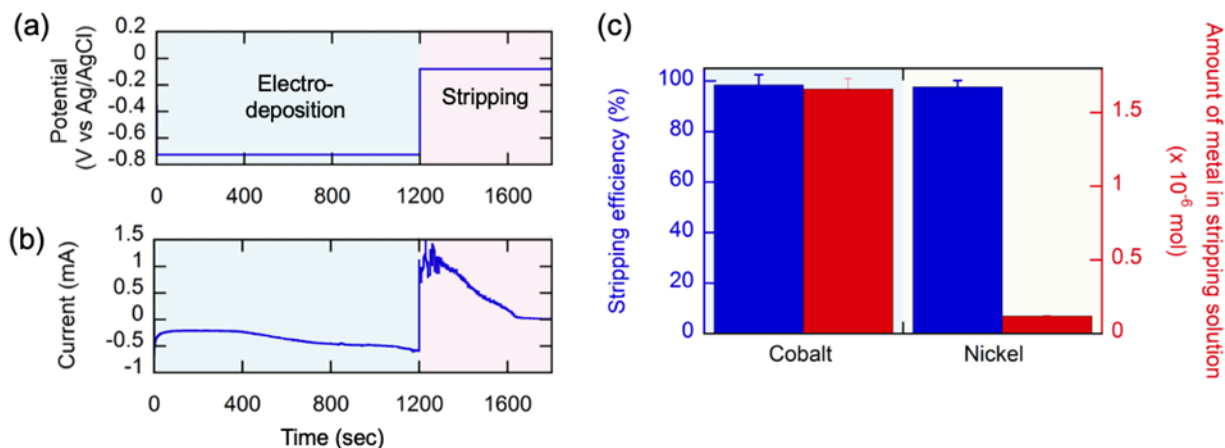 (a)
Potential
(V vs Ag/AgCl)
0.2
0
-0.2
-0.4
-0.6
-0.8
Electro-
deposition
Stripping
0
400
800
1200
1600
(b)
Current (mA)
1.5
1
0.5
0
-0.5
-1
0
400
800
1200
1600
Time (sec)
(c)
Stripping efficiency (%)
100
80
60
40
20
0
Cobalt
Nickel
1.5
1
0.5
0
Amount of metal in stripping solution
(x 10⁻⁶ mol)